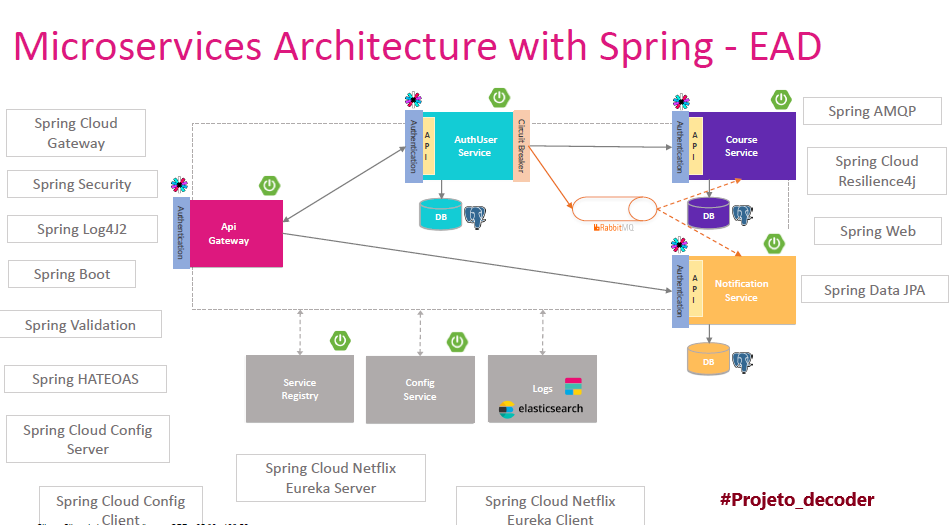 Microservices Architecture with Spring - EAD
Spring Cloud
Gateway
Spring Security
Spring Log4J2
Spring Boot
Spring Validation
Spring HATEOAS
Spring Cloud Config
Server
Spring Cloud Config
Client
Authentication
Api
Gateway
Authentication
API
AuthUser
Service
Circuit Breaker
DB
RabbitMQ
Authentication
API
Course
Service
DB
Authentication
API
Notification
Service
DB
Service
Registry
Config
Service
Logs
elasticsearch
Spring Cloud Netflix
Eureka Server
Spring Cloud Netflix
Eureka Client
Spring AMQP
Spring Cloud
Resilience4j
Spring Web
Spring Data JPA
#Projeto_decoder